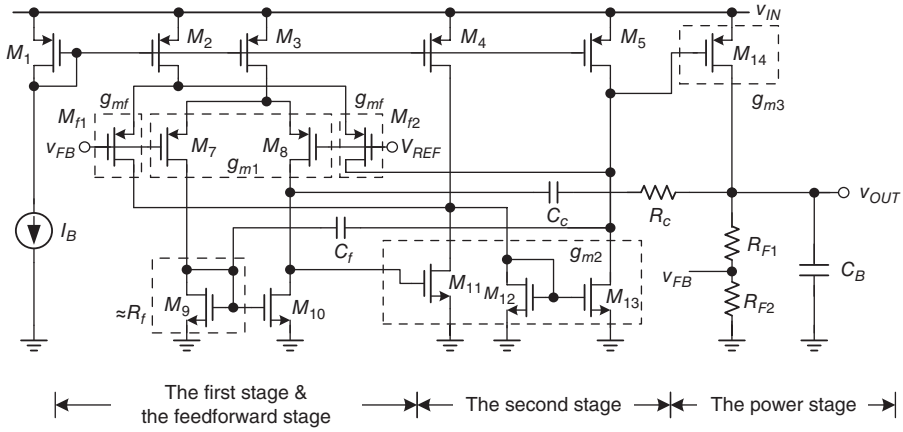 v_IN
M_1
M_2
M_3
M_4
M_5
M_14
g_m3
g_mf
g_mf
M_f1
M_f2
M_7
M_8
v_FB
V_REF
g_m1
C_c
R_c
v_OUT
I_B
C_f
R_F1
g_m2
v_FB
C_B
M_9
M_10
M_11
M_12
M_13
R_F2
≈R_f
The first stage &
the feedforward stage
The second stage
The power stage